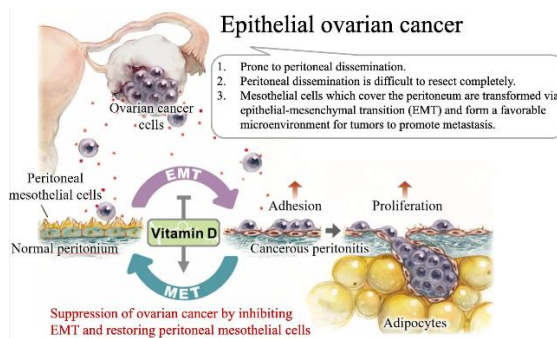 Epithelial ovarian cancer
1. Prone to peritoneal dissemination.
2. Peritoneal dissemination is difficult to resect completely.
3. Mesothelial cells which cover the peritoneum are transformed via
epithelial-mesenchymal transition (EMT) and form a favorable
microenvironment for tumors to promote metastasis.
Ovarian cancer
cells
Peritoneal
mesothelial cells
EMT
Adhesion
Proliferation
Normal peritonium
Vitamin D
Cancerous peritonitis
MET
Suppression of ovarian cancer by inhibiting
EMT and restoring peritoneal mesothelial cells
Adipocytes